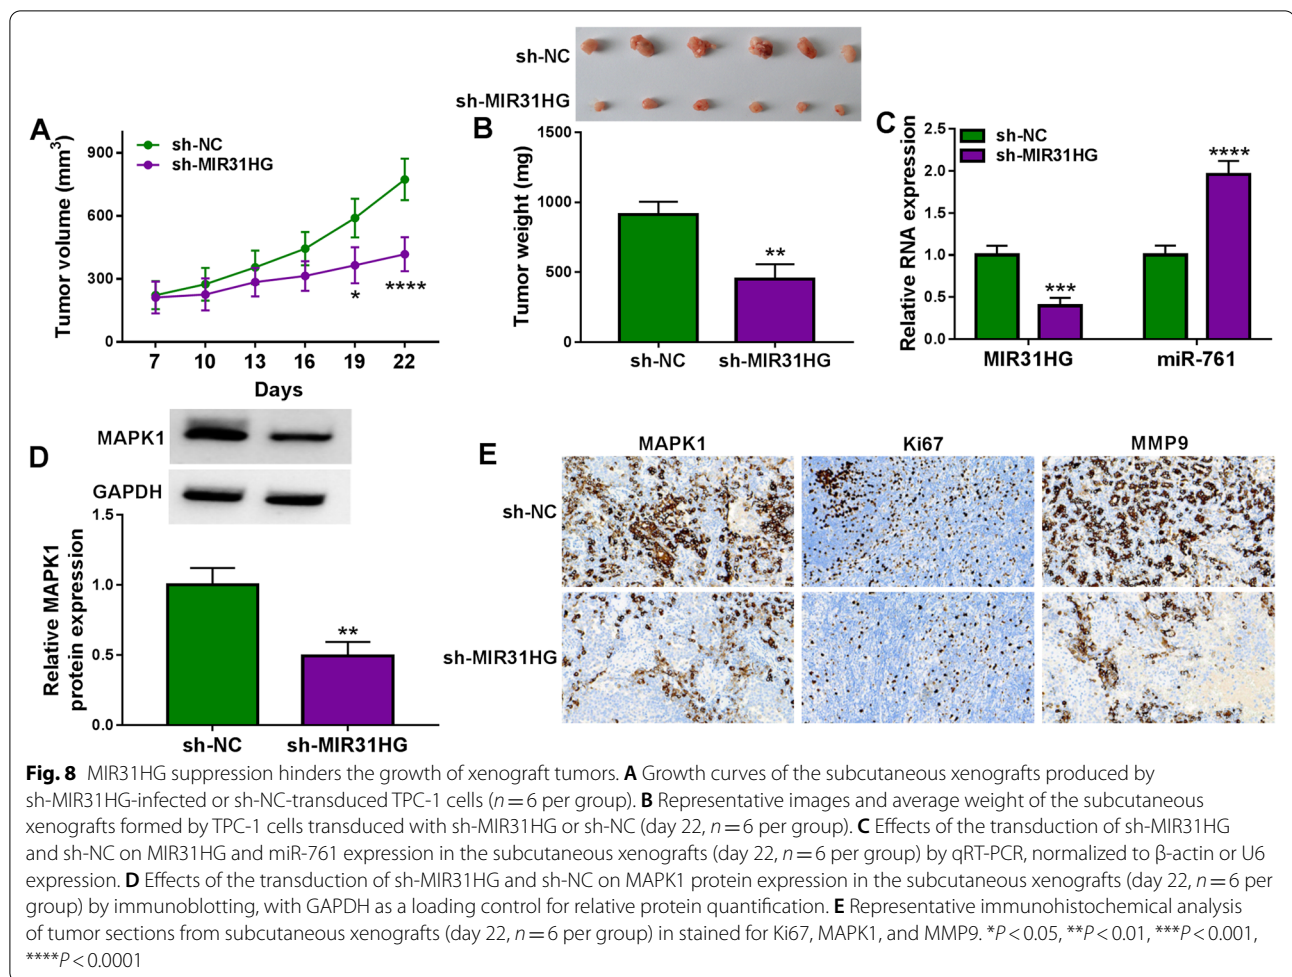 sh-NC
sh-MIR31HG
A
sh-NC
sh-MIR31HG
Tumor volume (mm³)
900
600
300
0
* ****
7 10 13 16 19 22
Days
B
Tumor weight (mg)
1500
1000
500
0
**
sh-NC sh-MIR31HG
C
sh-NC
sh-MIR31HG
Relative RNA expression
2.5
2.0
1.5
1.0
0.5
0.0
*** ****
MIR31HG miR-761
D
MAPK1
GAPDH
Relative MAPK1
protein expression
1.5
1.0
0.5
0.0
**
sh-NC sh-MIR31HG
E
MAPK1 Ki67 MMP9
sh-NC
sh-MIR31HG
Fig. 8 MIR31HG suppression hinders the growth of xenograft tumors. A Growth curves of the subcutaneous xenografts produced by
sh-MIR31HG-infected or sh-NC-transduced TPC-1 cells (n = 6 per group). B Representative images and average weight of the subcutaneous
xenografts formed by TPC-1 cells transduced with sh-MIR31HG or sh-NC (day 22, n = 6 per group). C Effects of the transduction of sh-MIR31HG
and sh-NC on MIR31HG and miR-761 expression in the subcutaneous xenografts (day 22, n = 6 per group) by qRT-PCR, normalized to β-actin or U6
expression. D Effects of the transduction of sh-MIR31HG and sh-NC on MAPK1 protein expression in the subcutaneous xenografts (day 22, n = 6 per
group) by immunoblotting, with GAPDH as a loading control for relative protein quantification. E Representative immunohistochemical analysis
of tumor sections from subcutaneous xenografts (day 22, n = 6 per group) in stained for Ki67, MAPK1, and MMP9. *P < 0.05, **P < 0.01, ***P < 0.001,
****P < 0.0001